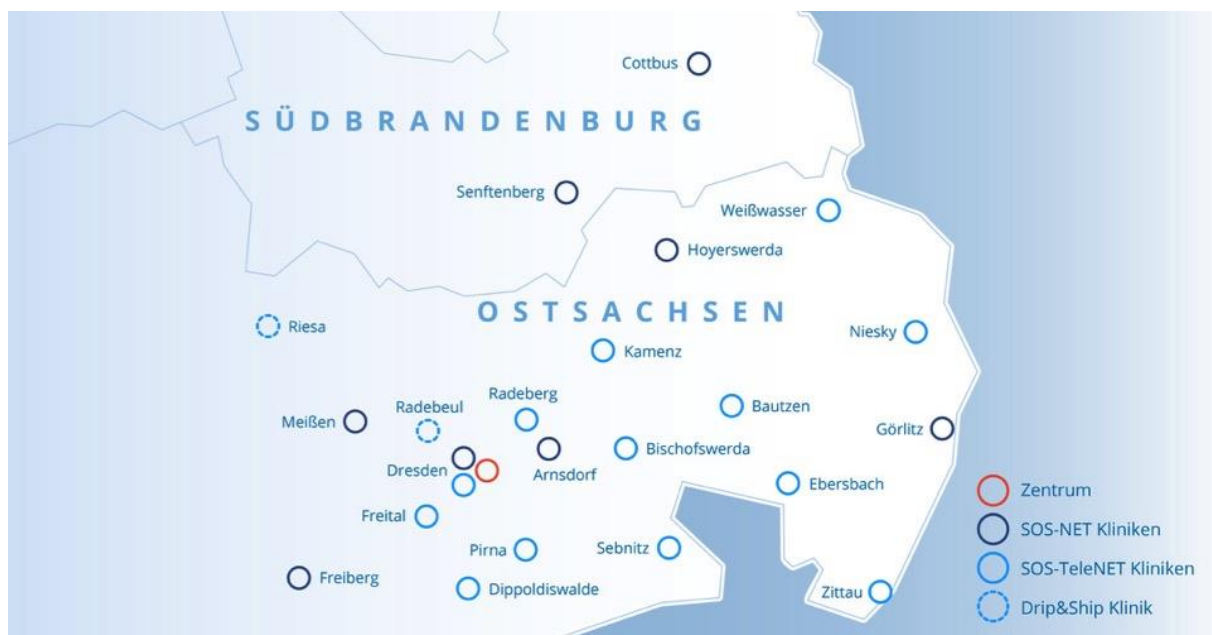 Cottbus
SÜDBRANDENBURG
Senftenberg
Weißwasser
Hoyerswerda
OSTSACHSEN
Riesa
Niesky
Kamenz
Radeberg
Radebeul
Meißen
Bautzen
Görlitz
Bischofswerda
Dresden
Arnsdorf
Ebersbach
Freital
Pirna
Sebnitz
Freiberg
Dippoldiswalde
Zittau
Zentrum
SOS-NET Kliniken
SOS-TeleNET Kliniken
Drip&Ship Klinik